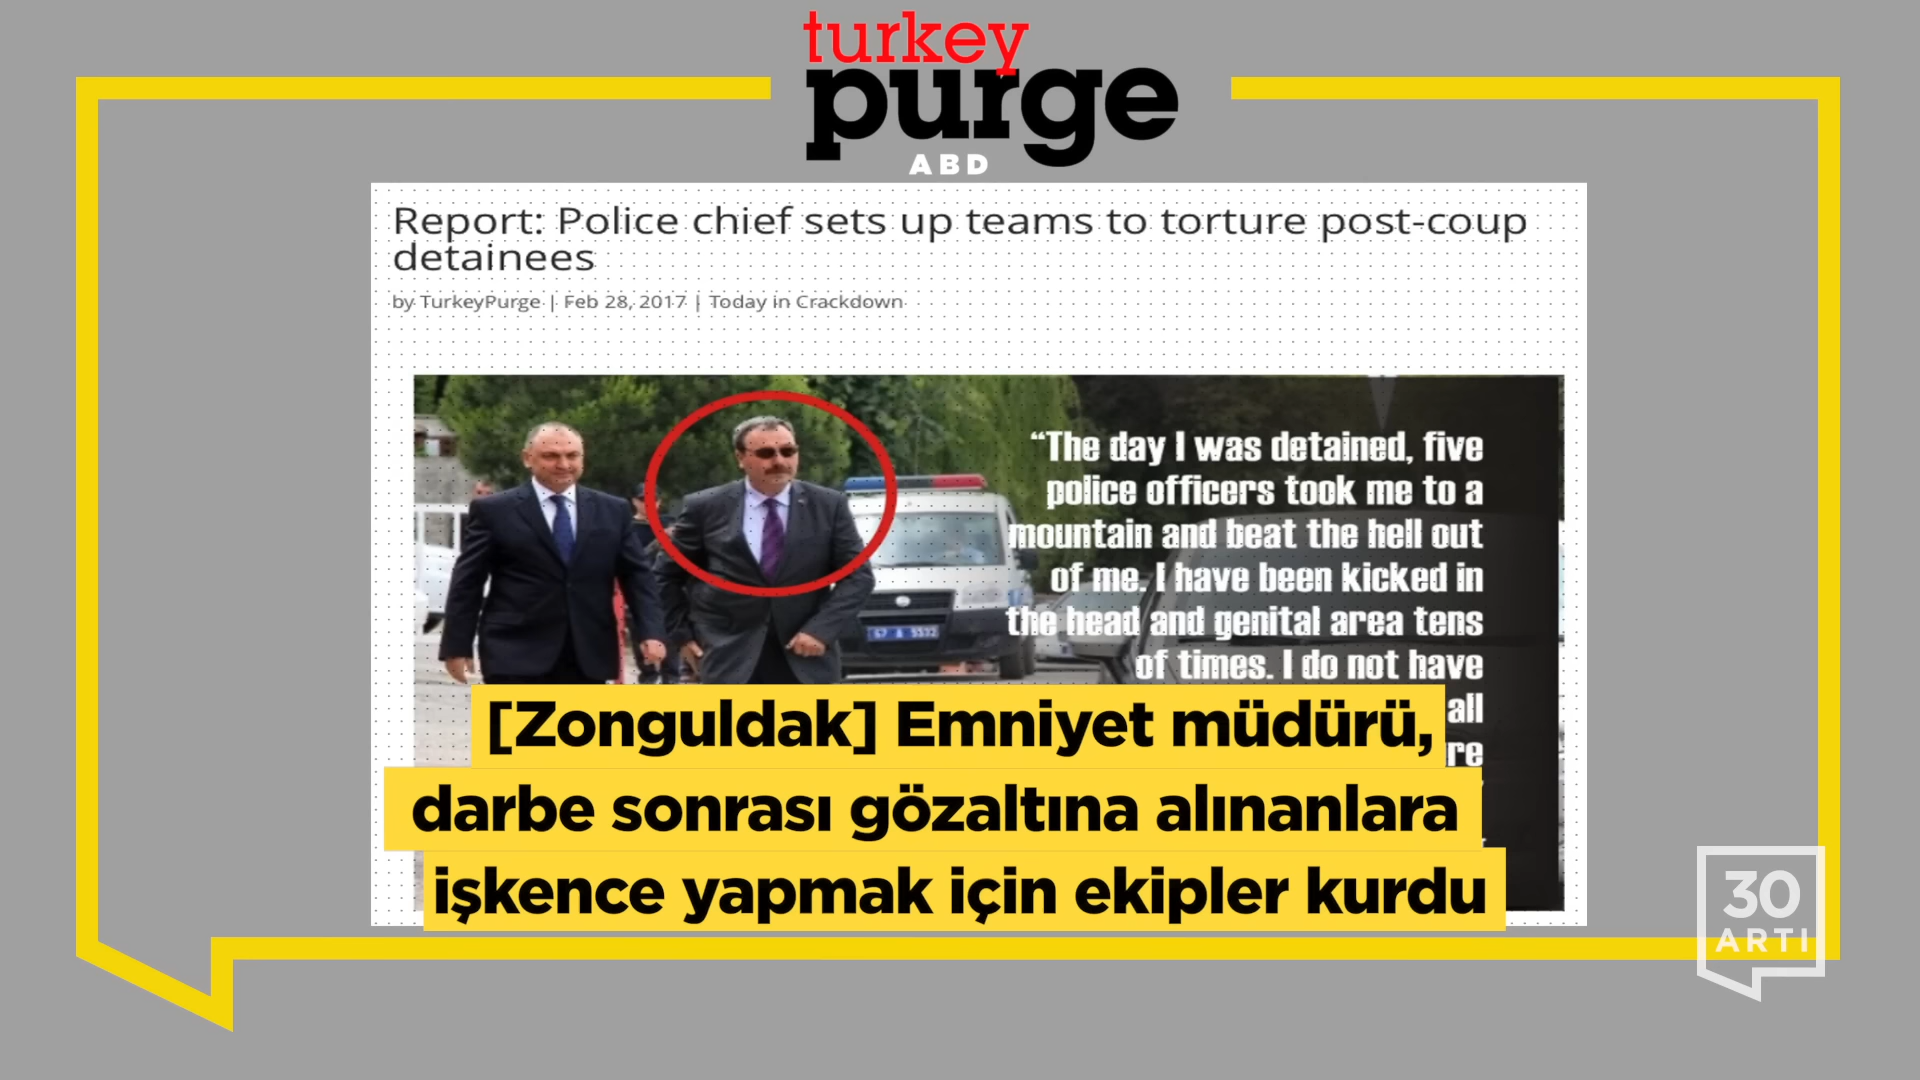 turkey
purge
ABD
Report: Police chief sets up teams to torture post-coup
detainees
by TurkeyPurge | Feb 28, 2017 | Today in Crackdown
“The day I was detained, five
police officers took me to a
mountain and beat the hell out
of me. I have been kicked in
the head and genital area tens
of times. I do not have
all
re
[Zonguldak] Emniyet müdürü,
darbe sonrası gözaltına alınanlara
işkence yapmak için ekipler kurdu
30
ARTI